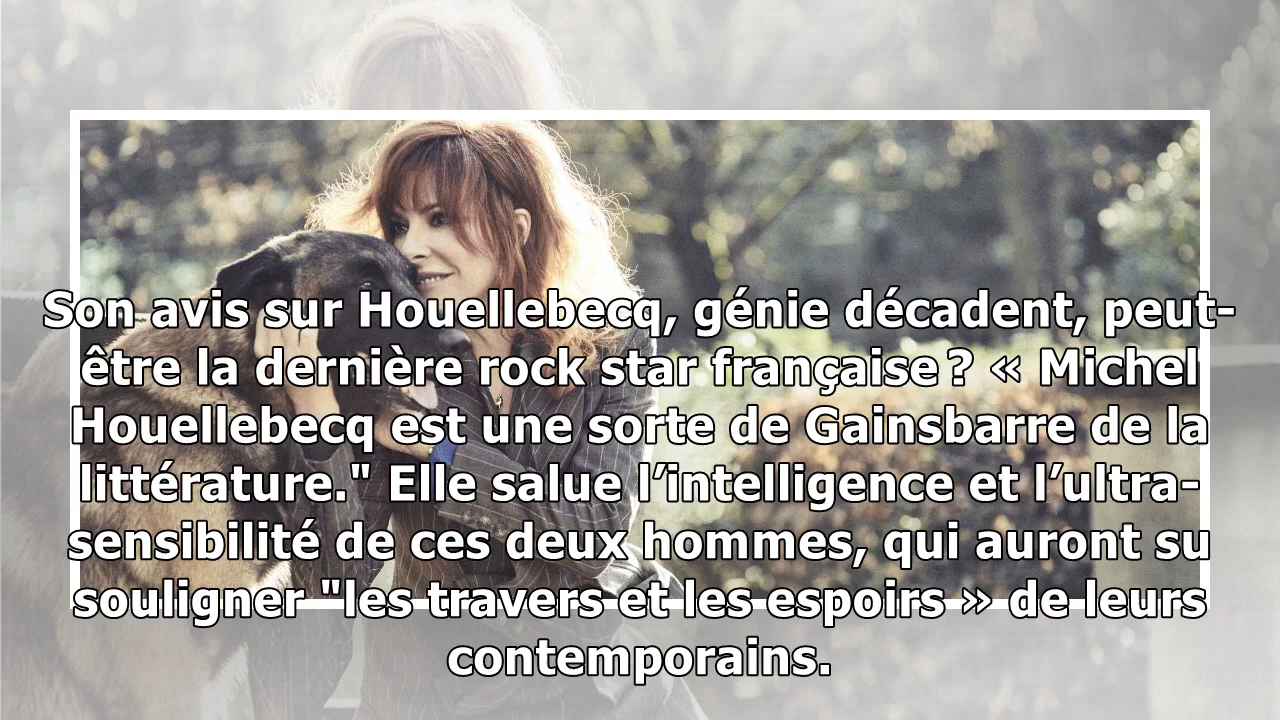 Son avis sur Houellebecq, génie décadent, peut-
être la dernière rock star française ? « Michel
Houellebecq est une sorte de Gainsbarre de la
littérature." Elle salue l’intelligence et l’ultra-
sensibilité de ces deux hommes, qui auront su
souligner "les travers et les espoirs » de leurs
contemporains.